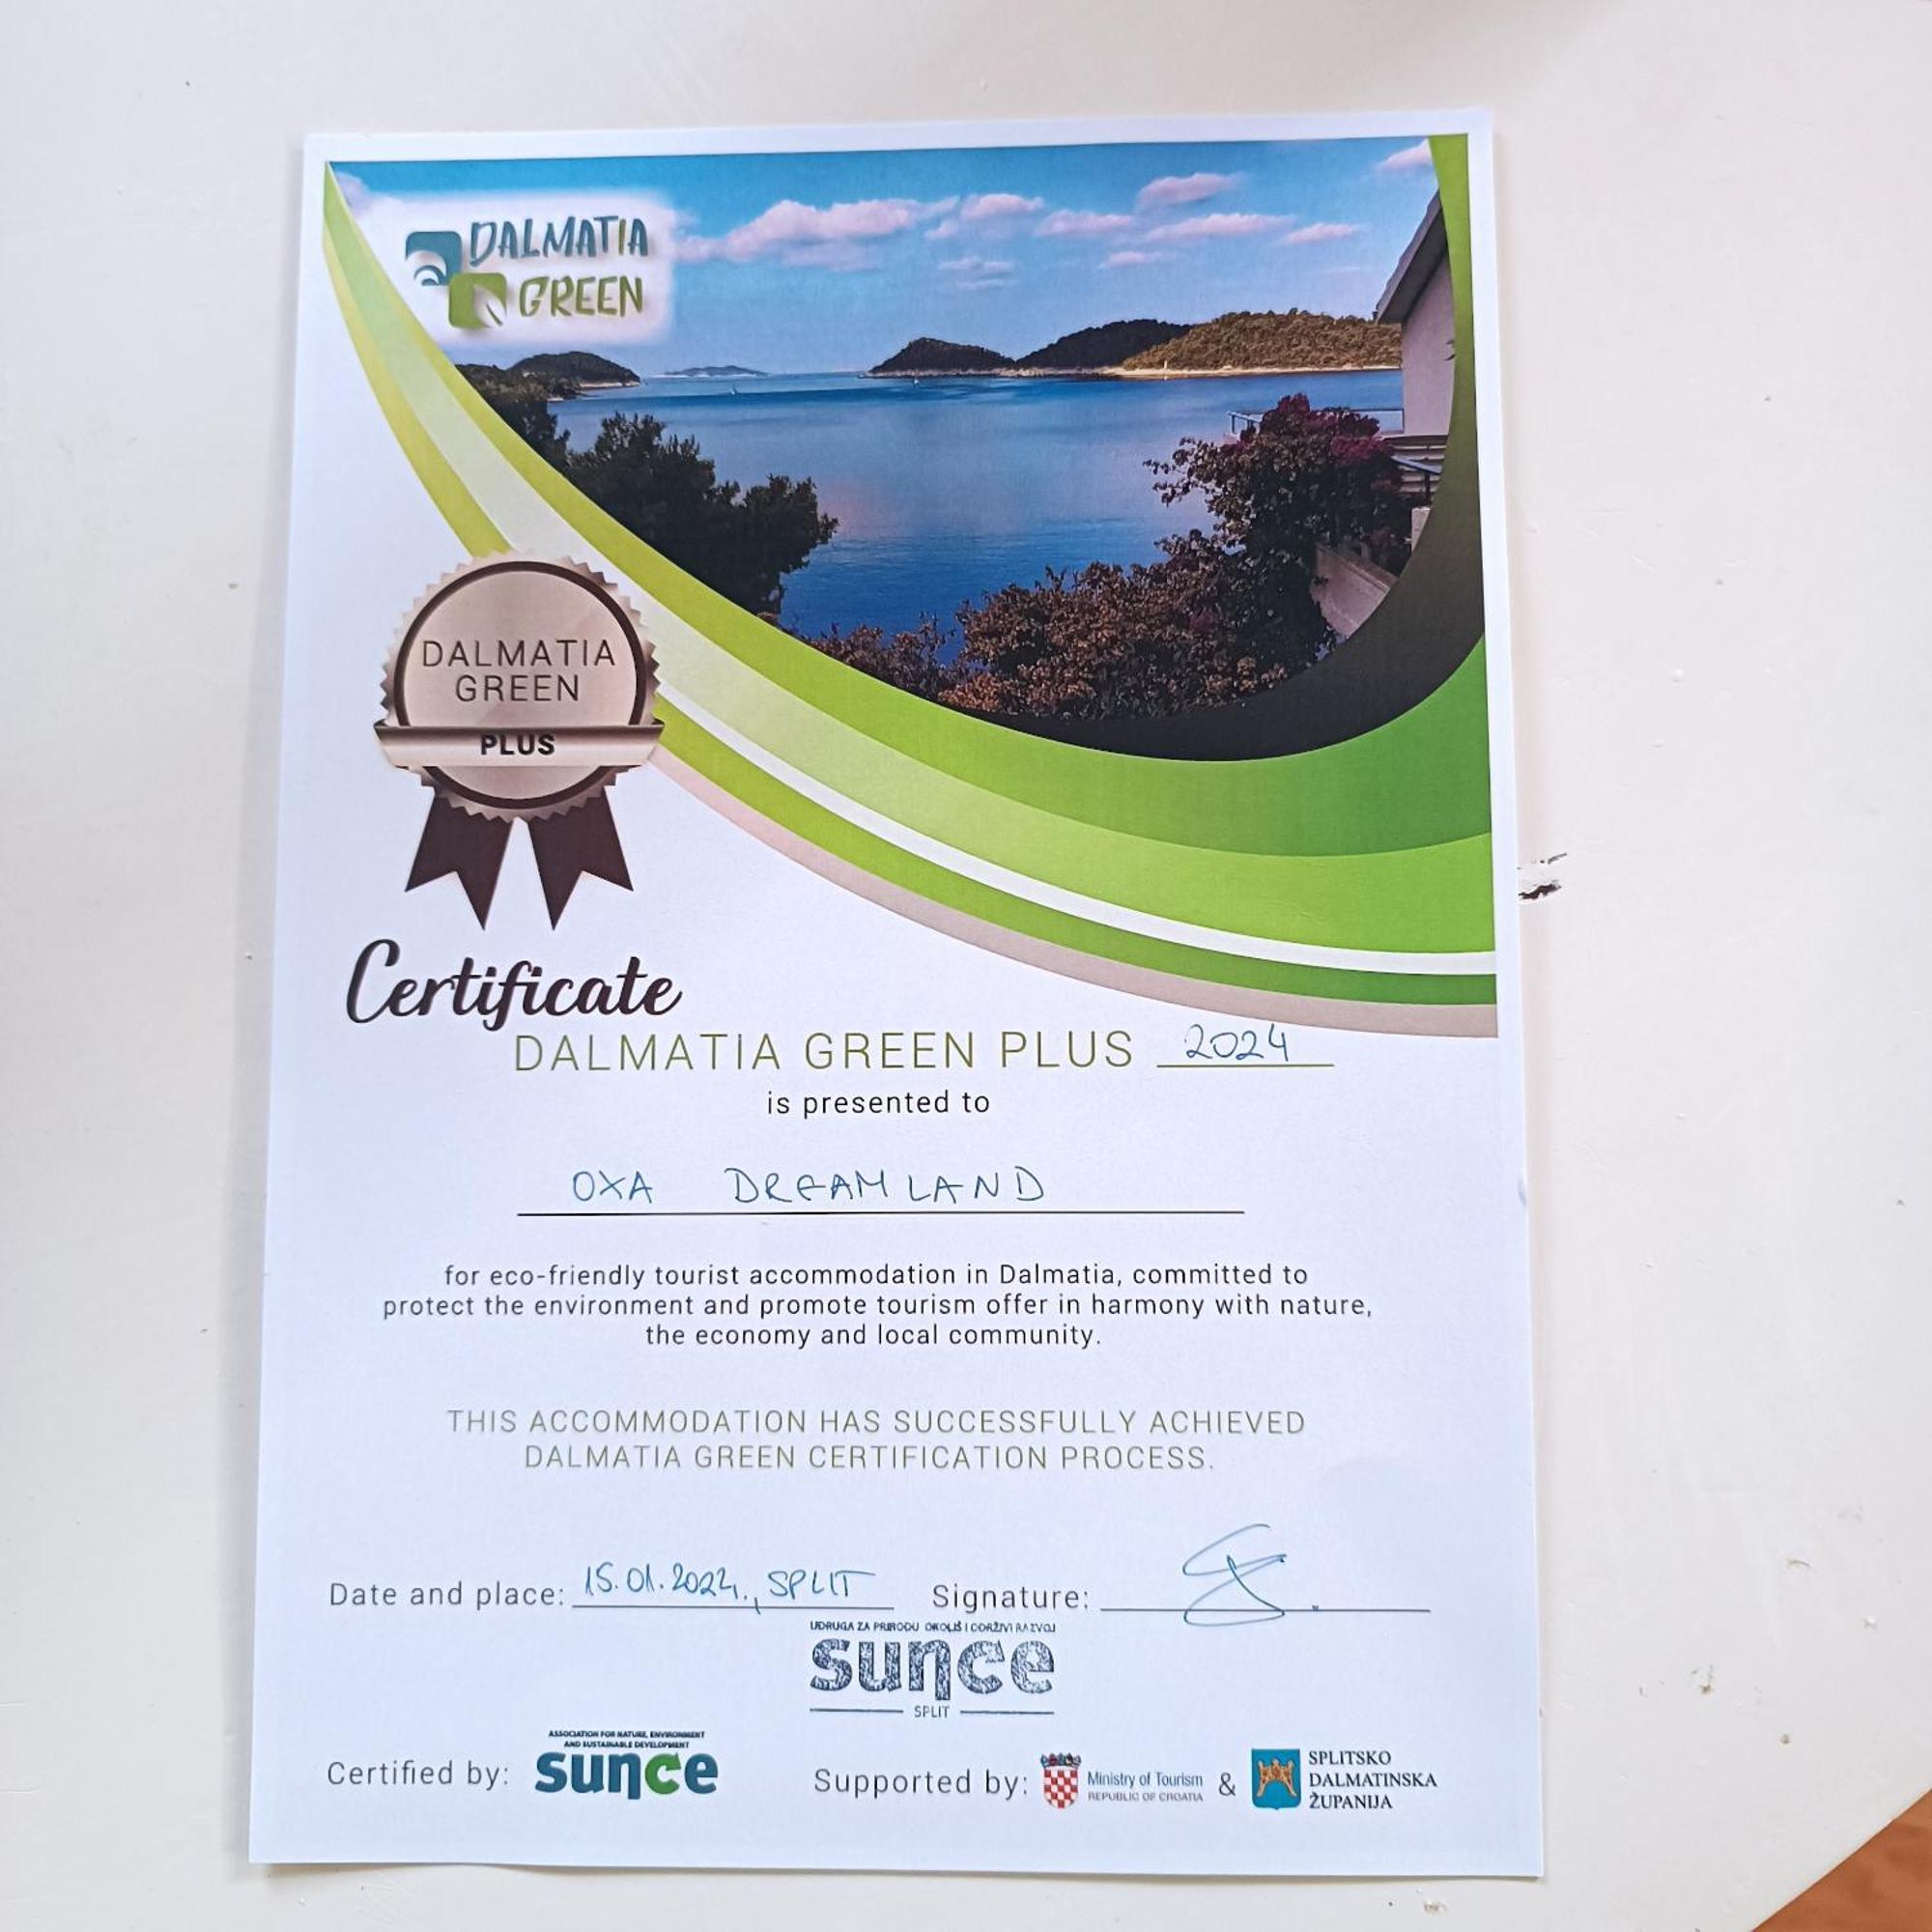 DALMATIA
GREEN
DALMATIA
GREEN
PLUS
Certificate
DALMATIA GREEN PLUS 2024
is presented to
OXA DREAMLAND
for eco-friendly tourist accommodation in Dalmatia, committed to
protect the environment and promote tourism offer in harmony with nature,
the economy and local community.
THIS ACCOMMODATION HAS SUCCESSFULLY ACHIEVED
DALMATIA GREEN CERTIFICATION PROCESS.
Date and place: 15.01.2024., SPLIT Signature:
UDRUGA ZA PRIRODU OKOLIŠ I ODRŽIVI RAZVOJ
sunce
SPLIT
Certified by:
ASSOCIATION FOR NATURE, ENVIRONMENT
AND SUSTAINABLE DEVELOPMENT
sunce
Supported by:
Ministry of Tourism
REPUBLIC OF CROATIA
&
SPLITSKO
DALMATINSKA
ŽUPANIJA